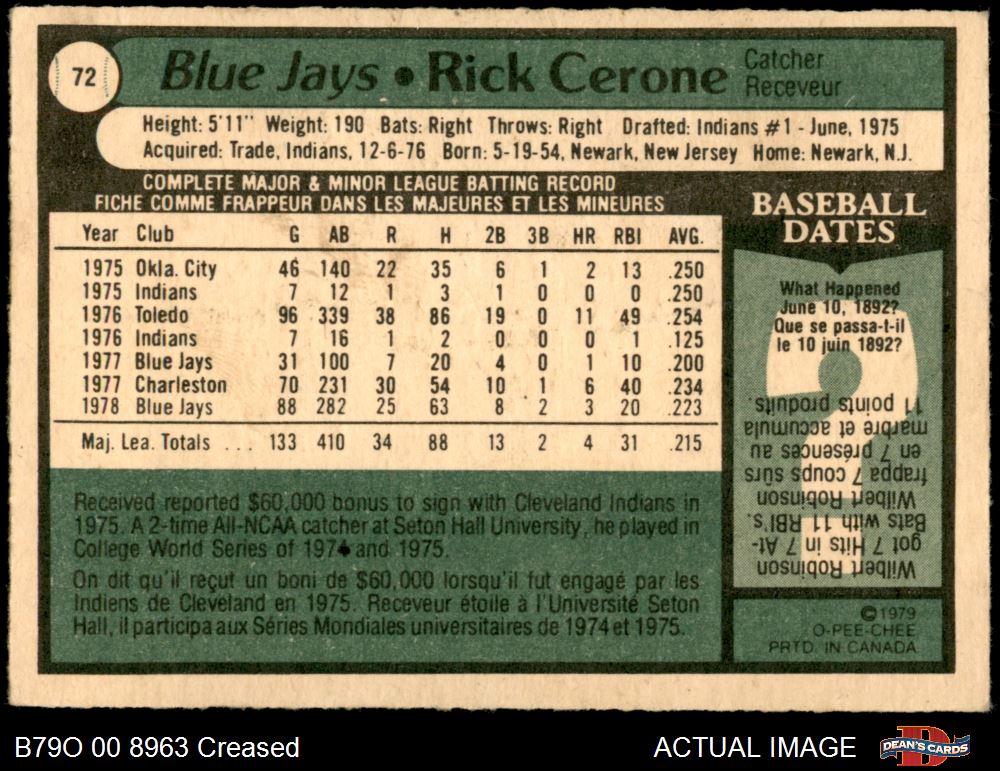 72
Blue Jays • Rick Cerone
Catcher
Receveur
Height: 5'11" Weight: 190 Bats: Right Throws: Right Drafted: Indians #1 - June, 1975
Acquired: Trade, Indians, 12-6-76 Born: 5-19-54, Newark, New Jersey Home: Newark, N.J.
COMPLETE MAJOR & MINOR LEAGUE BATTING RECORD
FICHE COMME FRAPPEUR DANS LES MAJEURES ET LES MINEURES
Year Club G AB R H 2B 3B HR RBI AVG.
1975 Okla. City 46 140 22 35 6 1 2 13 .250
1975 Indians 7 12 1 3 1 0 0 0 .250
1976 Toledo 96 339 38 86 19 0 11 49 .254
1976 Indians 7 16 1 2 0 0 0 1 .125
1977 Blue Jays 31 100 7 20 4 0 1 10 .200
1977 Charleston 70 231 30 54 10 1 6 40 .234
1978 Blue Jays 88 282 25 63 8 2 3 20 .223
Maj. Lea. Totals ... 133 410 34 88 13 2 4 31 .215
Received reported $60,000 bonus to sign with Cleveland Indians in
1975. A 2-time All-NCAA catcher at Seton Hall University, he played in
College World Series of 1974 and 1975.
On dit qu'il reçut un boni de $60,000 lorsqu'il fut engagé par les
Indiens de Cleveland en 1975. Receveur étoile à l'Université Seton
Hall, il participa aux Séries Mondiales universitaires de 1974 et 1975.
BASEBALL
DATES
What Happened
June 10, 1892?
Que se passa-t-il
le 10 juin 1892?
Wilbert Robinson
got 7 Hits in 7 At-
Bats with 11 RBI's.
Wilbert Robinson
frappa 7 coups sûrs
en 7 présences au
marbre et accumula
11 points produits.
©1979
O-PEE-CHEE
PRTD. IN CANADA
B79O 00 8963 Creased
ACTUAL IMAGE
D
DEAN'S CARDS